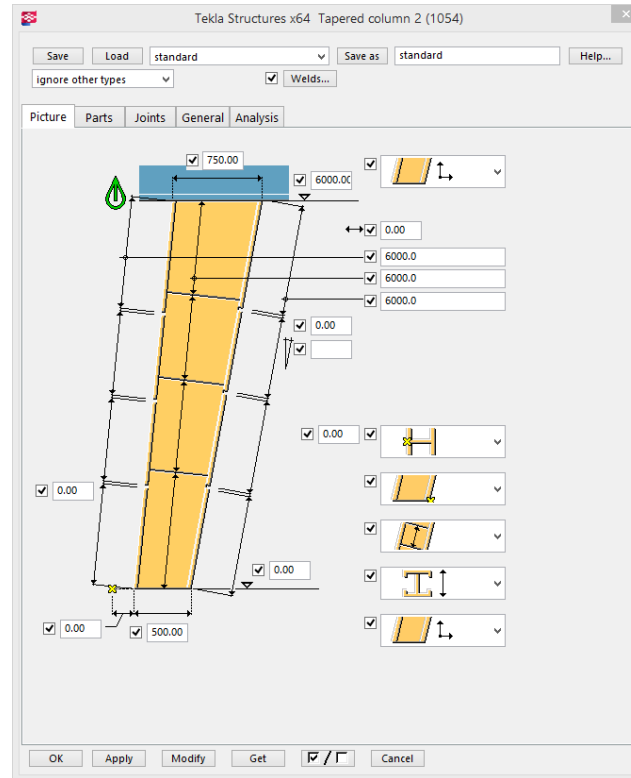 Tekla Structures x64 Tapered column 2 (1054)
Save Load standard Save as standard Help...
ignore other types Welds...
Picture Parts Joints General Analysis
750.00
6000.00
0.00
6000.0
6000.0
6000.0
0.00
0.00
0.00
0.00
0.00
500.00
OK Apply Modify Get / Cancel